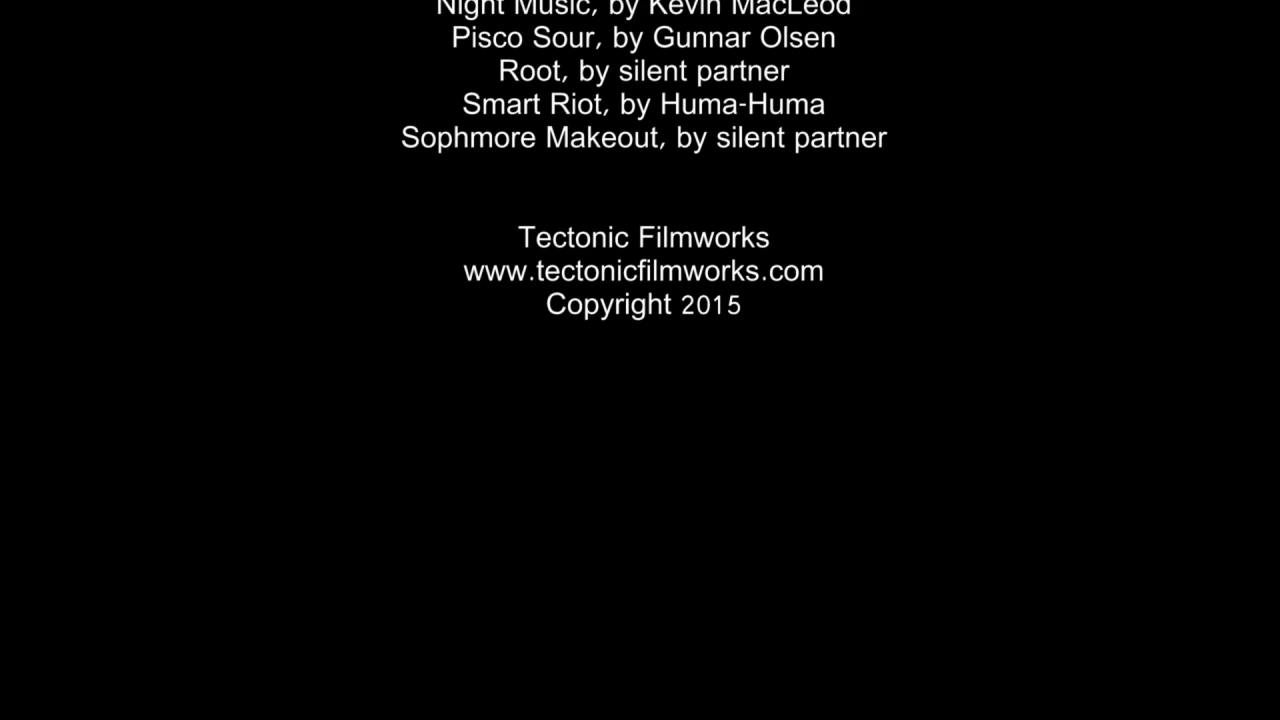 Night Music, by Kevin MacLeod
Pisco Sour, by Gunnar Olsen
Root, by silent partner
Smart Riot, by Huma-Huma
Sophmore Makeout, by silent partner
Tectonic Filmworks
www.tectonicfilmworks.com
Copyright 2015